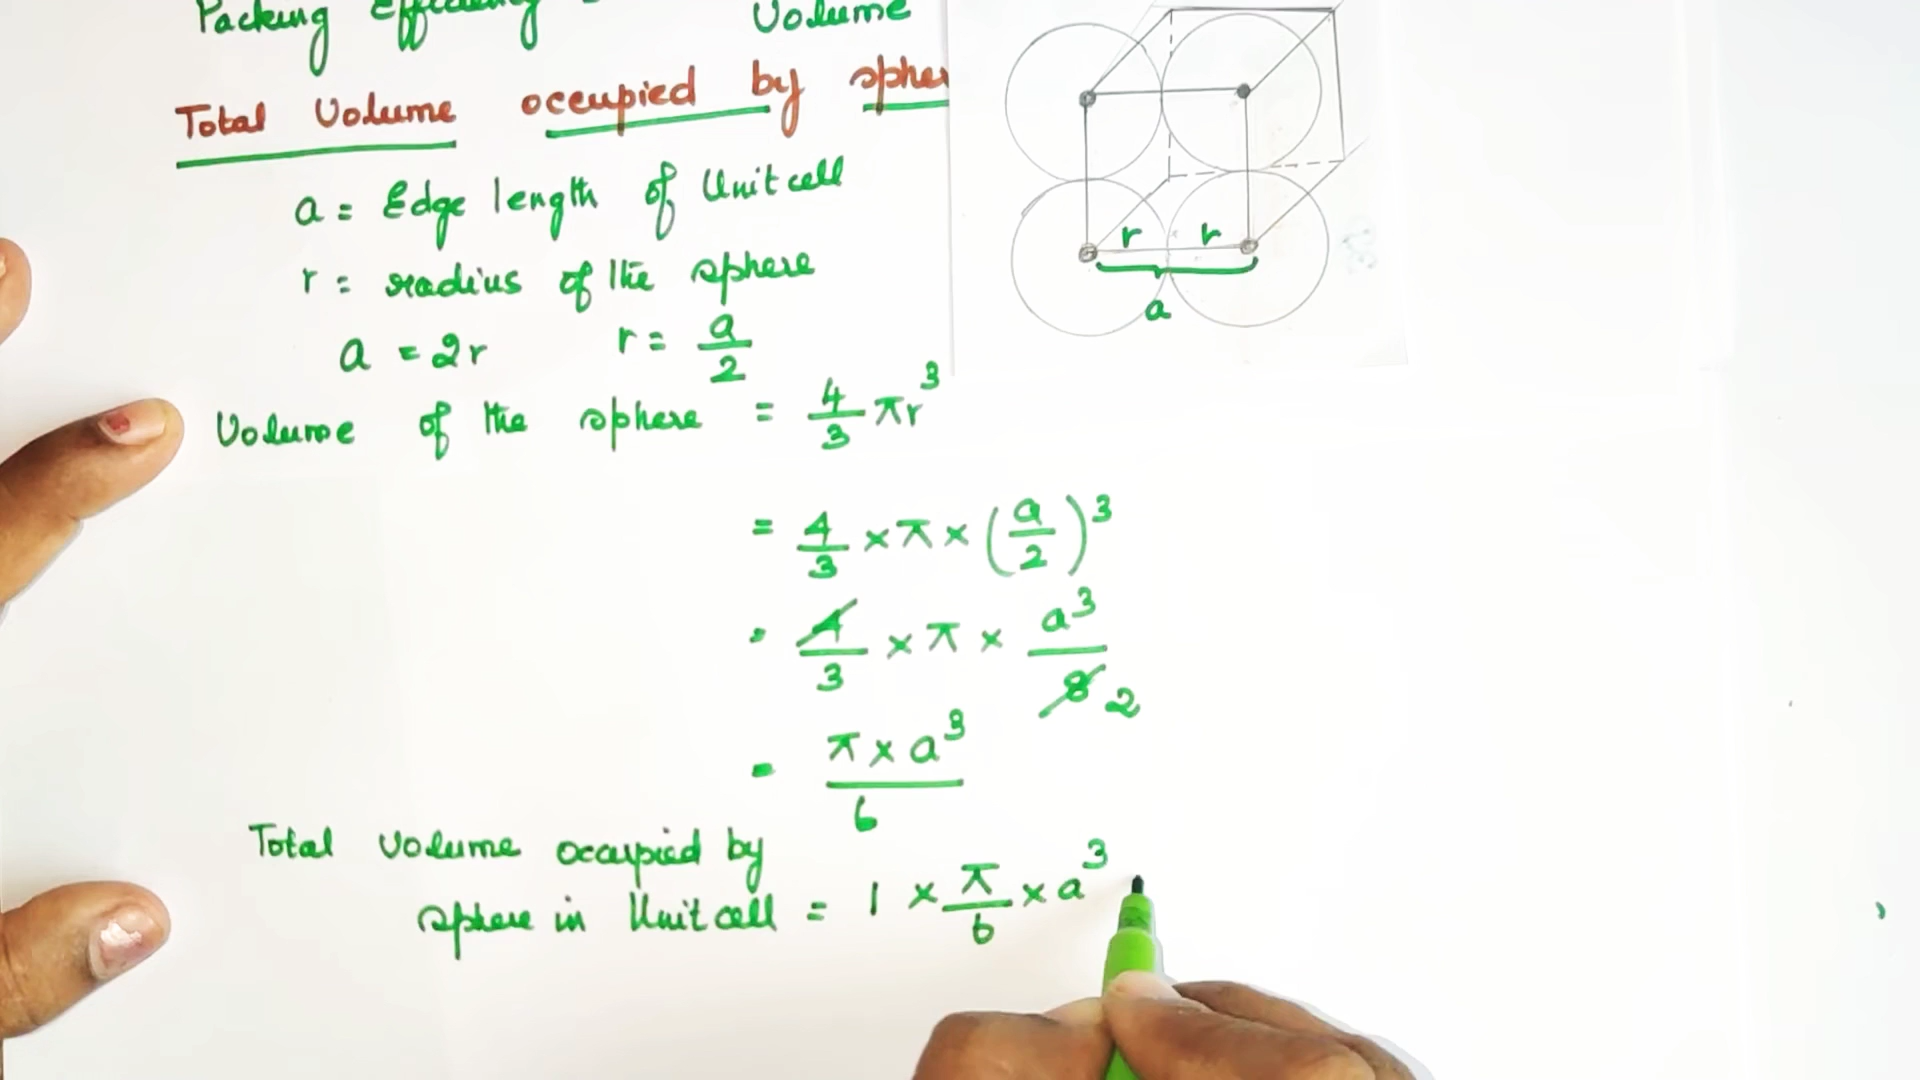 Packing Efficiency
Volume
Total Volume occupied by spher
a = Edge length of Unit cell
r = radius of the sphere
a = 2r r = a/2
Volume of the sphere = 4/3 πr³
= 4/3 × π × (a/2)³
= 4/3 × π × a³/8 2
= π × a³/6
Total volume occupied by
sphere in Unit cell = 1 × π/6 × a³
r r
a